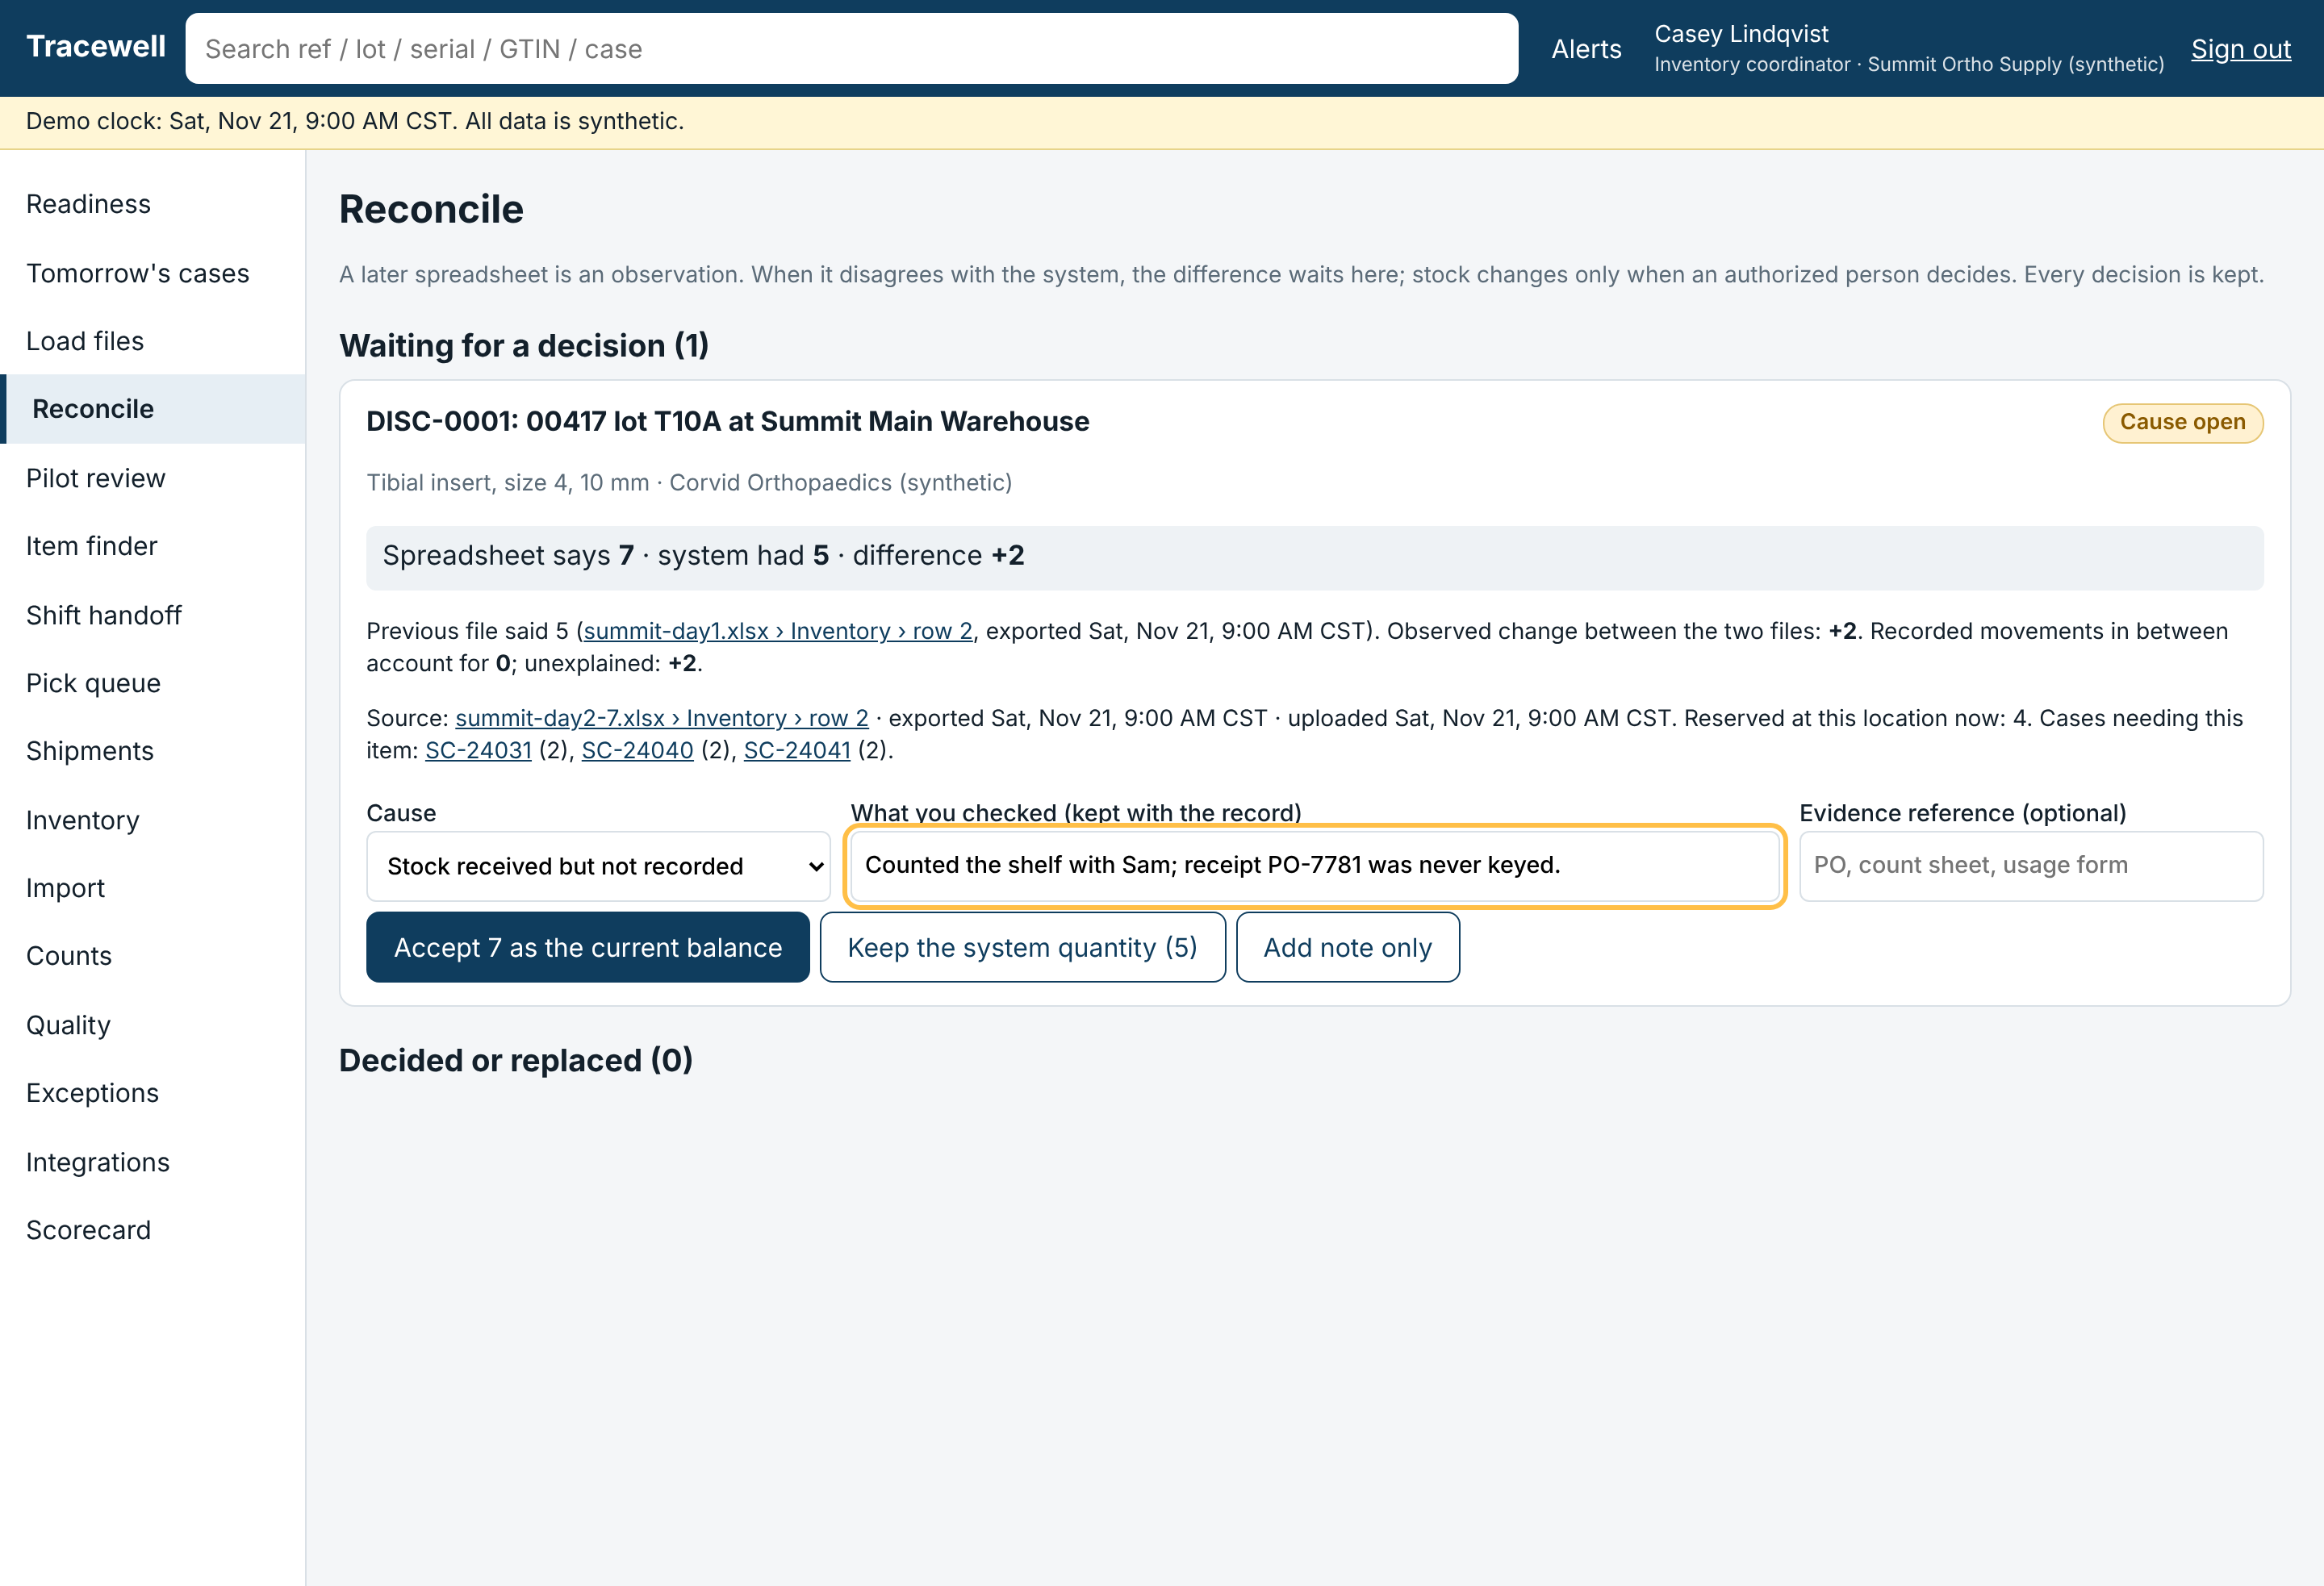 Tracewell
Search ref / lot / serial / GTIN / case
Alerts
Casey Lindqvist
Inventory coordinator · Summit Ortho Supply (synthetic)
Sign out
Demo clock: Sat, Nov 21, 9:00 AM CST. All data is synthetic.
Readiness
Tomorrow's cases
Load files
Reconcile
Pilot review
Item finder
Shift handoff
Pick queue
Shipments
Inventory
Import
Counts
Quality
Exceptions
Integrations
Scorecard
Reconcile
A later spreadsheet is an observation. When it disagrees with the system, the difference waits here; stock changes only when an authorized person decides. Every decision is kept.
Waiting for a decision (1)
DISC-0001: 00417 lot T10A at Summit Main Warehouse
Cause open
Tibial insert, size 4, 10 mm · Corvid Orthopaedics (synthetic)
Spreadsheet says 7 · system had 5 · difference +2
Previous file said 5 (summit-day1.xlsx › Inventory › row 2, exported Sat, Nov 21, 9:00 AM CST). Observed change between the two files: +2. Recorded movements in between
account for 0; unexplained: +2.
Source: summit-day2-7.xlsx › Inventory › row 2 · exported Sat, Nov 21, 9:00 AM CST · uploaded Sat, Nov 21, 9:00 AM CST. Reserved at this location now: 4. Cases needing this
item: SC-24031 (2), SC-24040 (2), SC-24041 (2).
Cause
What you checked (kept with the record)
Evidence reference (optional)
Stock received but not recorded
Counted the shelf with Sam; receipt PO-7781 was never keyed.
PO, count sheet, usage form
Accept 7 as the current balance
Keep the system quantity (5)
Add note only
Decided or replaced (0)